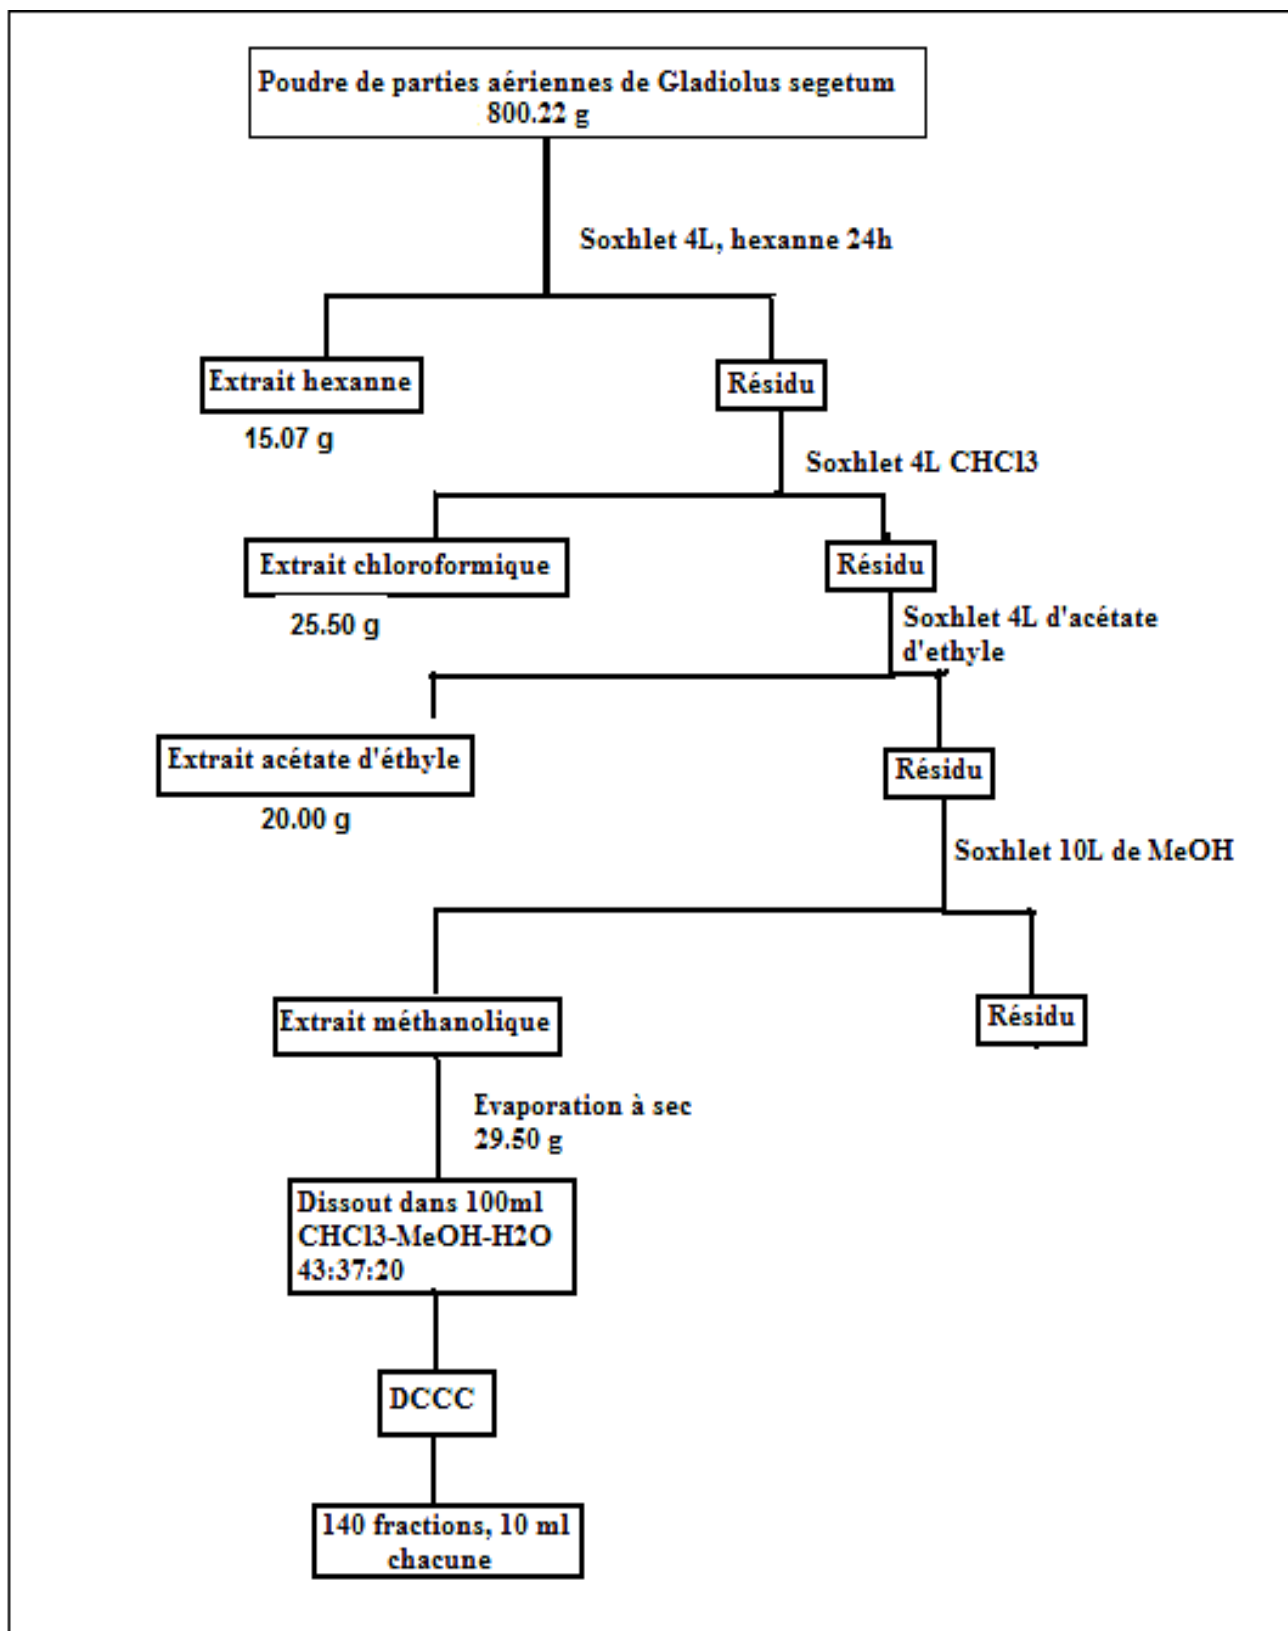 Poudre de parties aériennes de Gladiolus segetum
800.22 g
Soxhlet 4L, hexanne 24h
Extrait hexanne
Résidu
15.07 g
Soxhlet 4L CHCl3
Extrait chloroformique
Résidu
25.50 g
Soxhlet 4L d'acétate
d'ethyle
Extrait acétate d'éthyle
Résidu
20.00 g
Soxhlet 10L de MeOH
Extrait méthanolique
Résidu
Evaporation à sec
29.50 g
Dissout dans 100ml
CHCl3-MeOH-H2O
43:37:20
DCCC
140 fractions, 10 ml
chacune